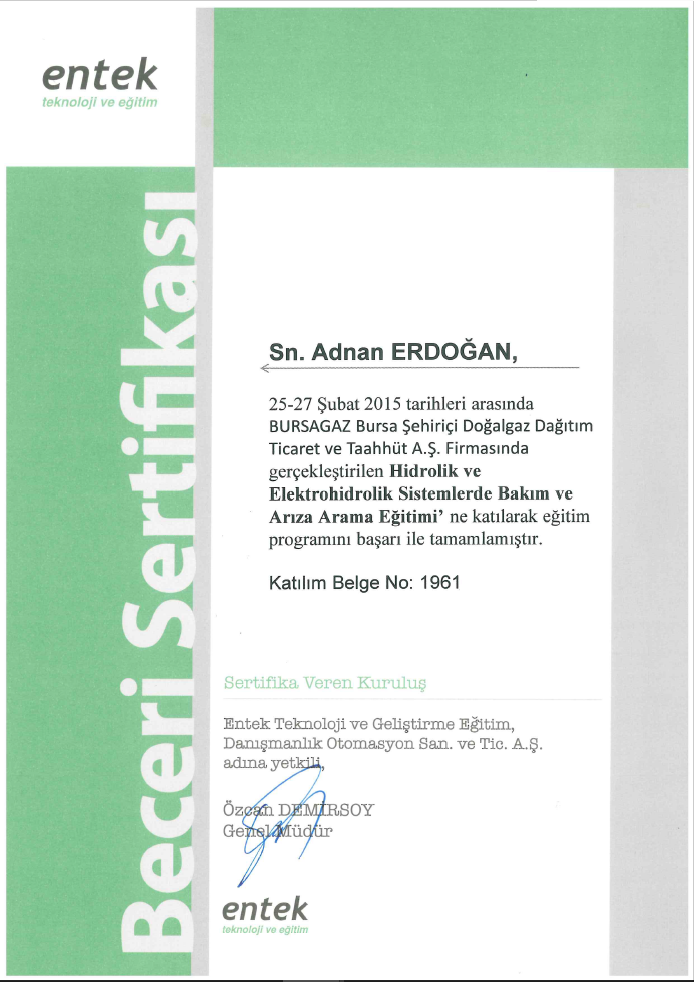 entek
teknoloji ve eğitim
Beceri Sertifikası
Sn. Adnan ERDOĞAN,
25-27 Şubat 2015 tarihleri arasında
BURSAGAZ Bursa Şehiriçi Doğalgaz Dağıtım
Ticaret ve Taahhüt A.Ş. Firmasında
gerçekleştirilen Hidrolik ve
Elektrohidrolik Sistemlerde Bakım ve
Arıza Arama Eğitimi’ ne katılarak eğitim
programını başarı ile tamamlamıştır.
Katılım Belge No: 1961
Sertifika Veren Kuruluş
Entek Teknoloji ve Geliştirme Eğitim,
Danışmanlık Otomasyon San. ve Tic. A.Ş.
adına yetkili,
Özcan DEMİRSOY
Genel Müdür
entek
teknoloji ve eğitim